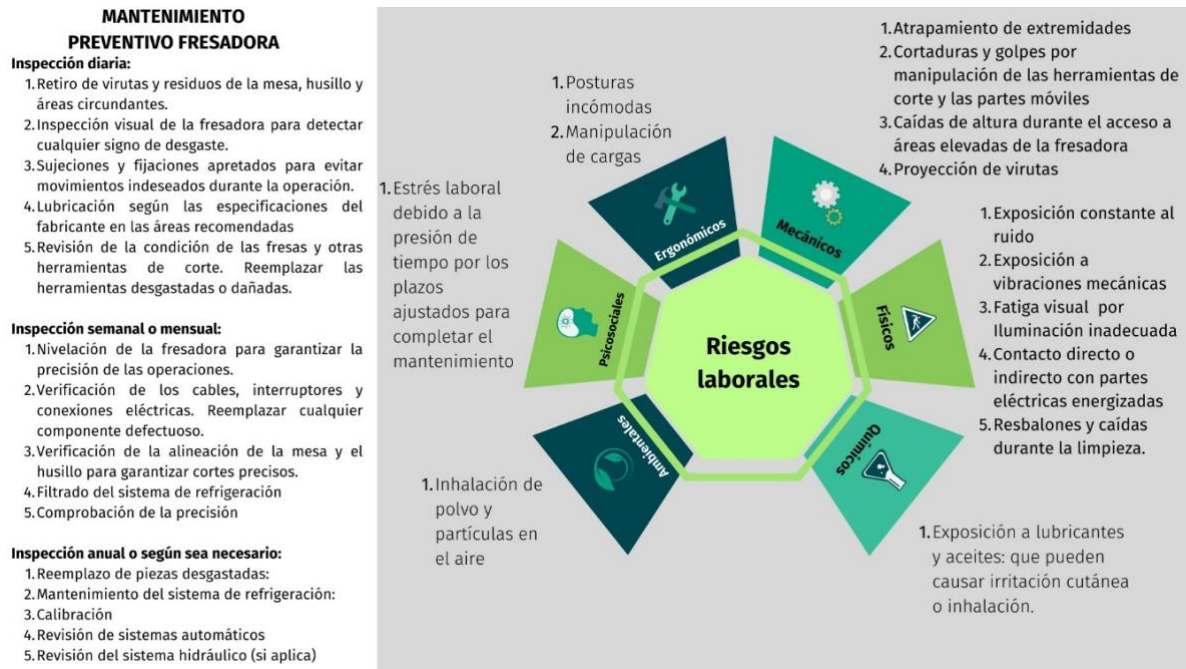 MANTENIMIENTO
PREVENTIVO FRESADORA
Inspección diaria:
1. Retiro de virutas y residuos de la mesa, husillo y
áreas circundantes.
2. Inspección visual de la fresadora para detectar
cualquier signo de desgaste.
3. Sujeciones y fijaciones apretados para evitar
movimientos indeseados durante la operación.
4. Lubricación según las especificaciones del
fabricante en las áreas recomendadas
5. Revisión de la condición de las fresas y otras
herramientas de corte. Reemplazar las
herramientas desgastadas o dañadas.
Inspección semanal o mensual:
1. Nivelación de la fresadora para garantizar la
precisión de las operaciones.
2. Verificación de los cables, interruptores y
conexiones eléctricas. Reemplazar cualquier
componente defectuoso.
3. Verificación de la alineación de la mesa y el
husillo para garantizar cortes precisos.
4. Filtrado del sistema de refrigeración
5. Comprobación de la precisión
Inspección anual o según sea necesario:
1. Reemplazo de piezas desgastadas:
2. Mantenimiento del sistema de refrigeración:
3. Calibración
4. Revisión de sistemas automáticos
5. Revisión del sistema hidráulico (si aplica)
Riesgos
laborales
Ergonómicos
1. Posturas
incómodas
2. Manipulación
de cargas
Mecánicos
1. Atrapamiento de extremidades
2. Cortaduras y golpes por
manipulación de las herramientas de
corte y las partes móviles
3. Caídas de altura durante el acceso a
áreas elevadas de la fresadora
4. Proyección de virutas
Físicos
1. Exposición constante al
ruido
2. Exposición a
vibraciones mecánicas
3. Fatiga visual por
Iluminación inadecuada
4. Contacto directo o
indirecto con partes
eléctricas energizadas
5. Resbalones y caídas
durante la limpieza.
Químicos
1. Exposición a lubricantes
y aceites: que pueden
causar irritación cutánea
o inhalación.
Ambientales
1. Inhalación de
polvo y
partículas en
el aire
Psicosociales
1. Estrés laboral
debido a la
presión de
tiempo por los
plazos
ajustados para
completar el
mantenimiento